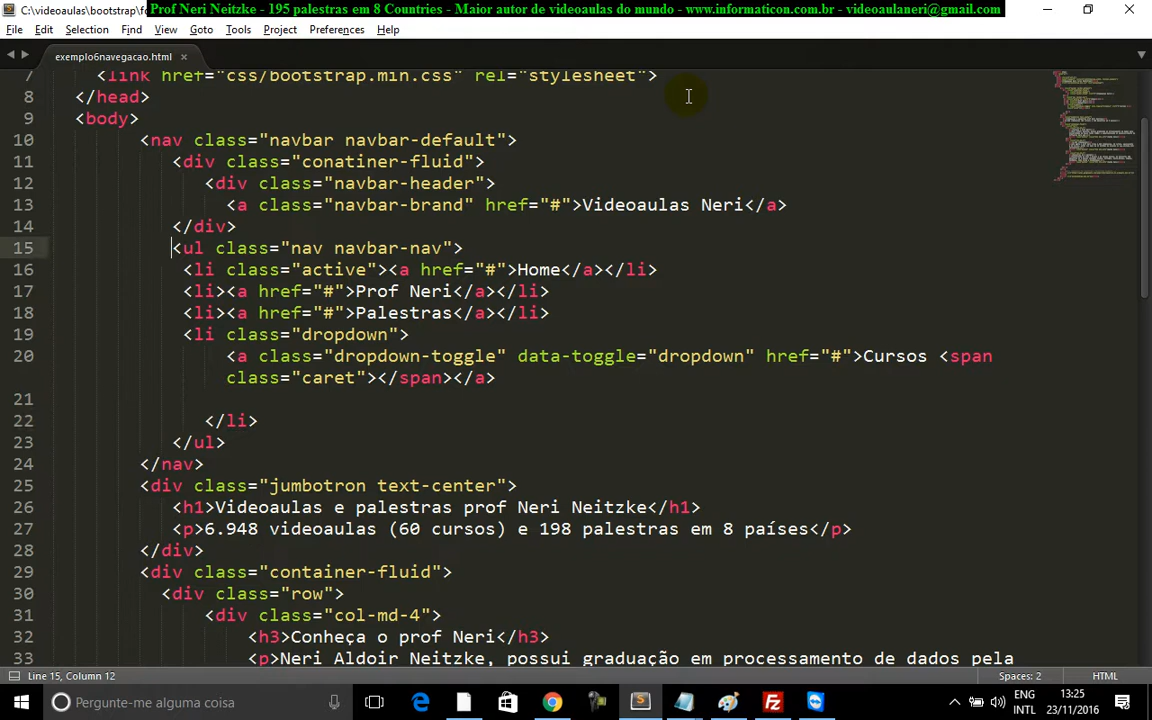 C:\videoaulas\bootstrap\fo
Prof Neri Neitzke - 195 palestras em 8 Countries - Maior autor de videoaulas do mundo - www.informaticon.com.br - videoaulaneri@gmail.com
File Edit Selection Find View Goto Tools Project Preferences Help
exemplo6navegacao.html ×
7 <link href="css/bootstrap.min.css" rel="stylesheet">
8 </head>
9 <body>
10 <nav class="navbar navbar-default">
11 <div class="conatiner-fluid">
12 <div class="navbar-header">
13 <a class="navbar-brand" href="#">Videoaulas Neri</a>
14 </div>
15 <ul class="nav navbar-nav">
16 <li class="active"><a href="#">Home</a></li>
17 <li><a href="#">Prof Neri</a></li>
18 <li><a href="#">Palestras</a></li>
19 <li class="dropdown">
20 <a class="dropdown-toggle" data-toggle="dropdown" href="#">Cursos <span
class="caret"></span></a>
21
22 </li>
23 </ul>
24 </nav>
25 <div class="jumbotron text-center">
26 <h1>Videoaulas e palestras prof Neri Neitzke</h1>
27 <p>6.948 videoaulas (60 cursos) e 198 palestras em 8 países</p>
28 </div>
29 <div class="container-fluid">
30 <div class="row">
31 <div class="col-md-4">
32 <h3>Conheça o prof Neri</h3>
33 <p>Neri Aldoir Neitzke, possui graduação em processamento de dados pela
Line 15, Column 12 Spaces: 2 HTML
Pergunte-me alguma coisa
ENG 13:25
INTL 23/11/2016